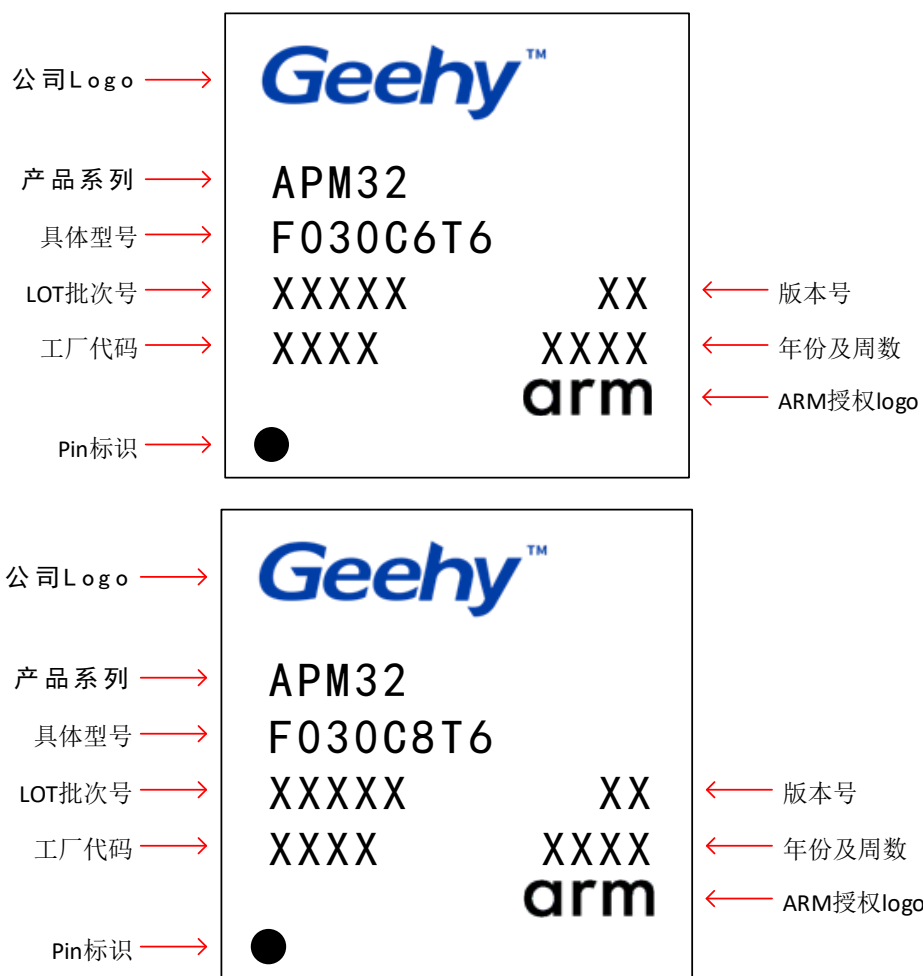 公司Logo Geehy™
产品系列 APM32
具体型号 F030C6T6
LOT批次号 XXXXX XX 版本号
工厂代码 XXXX XXXX 年份及周数
arm ARM授权logo
Pin标识
公司Logo Geehy™
产品系列 APM32
具体型号 F030C8T6
LOT批次号 XXXXX XX 版本号
工厂代码 XXXX XXXX 年份及周数
arm ARM授权logo
Pin标识